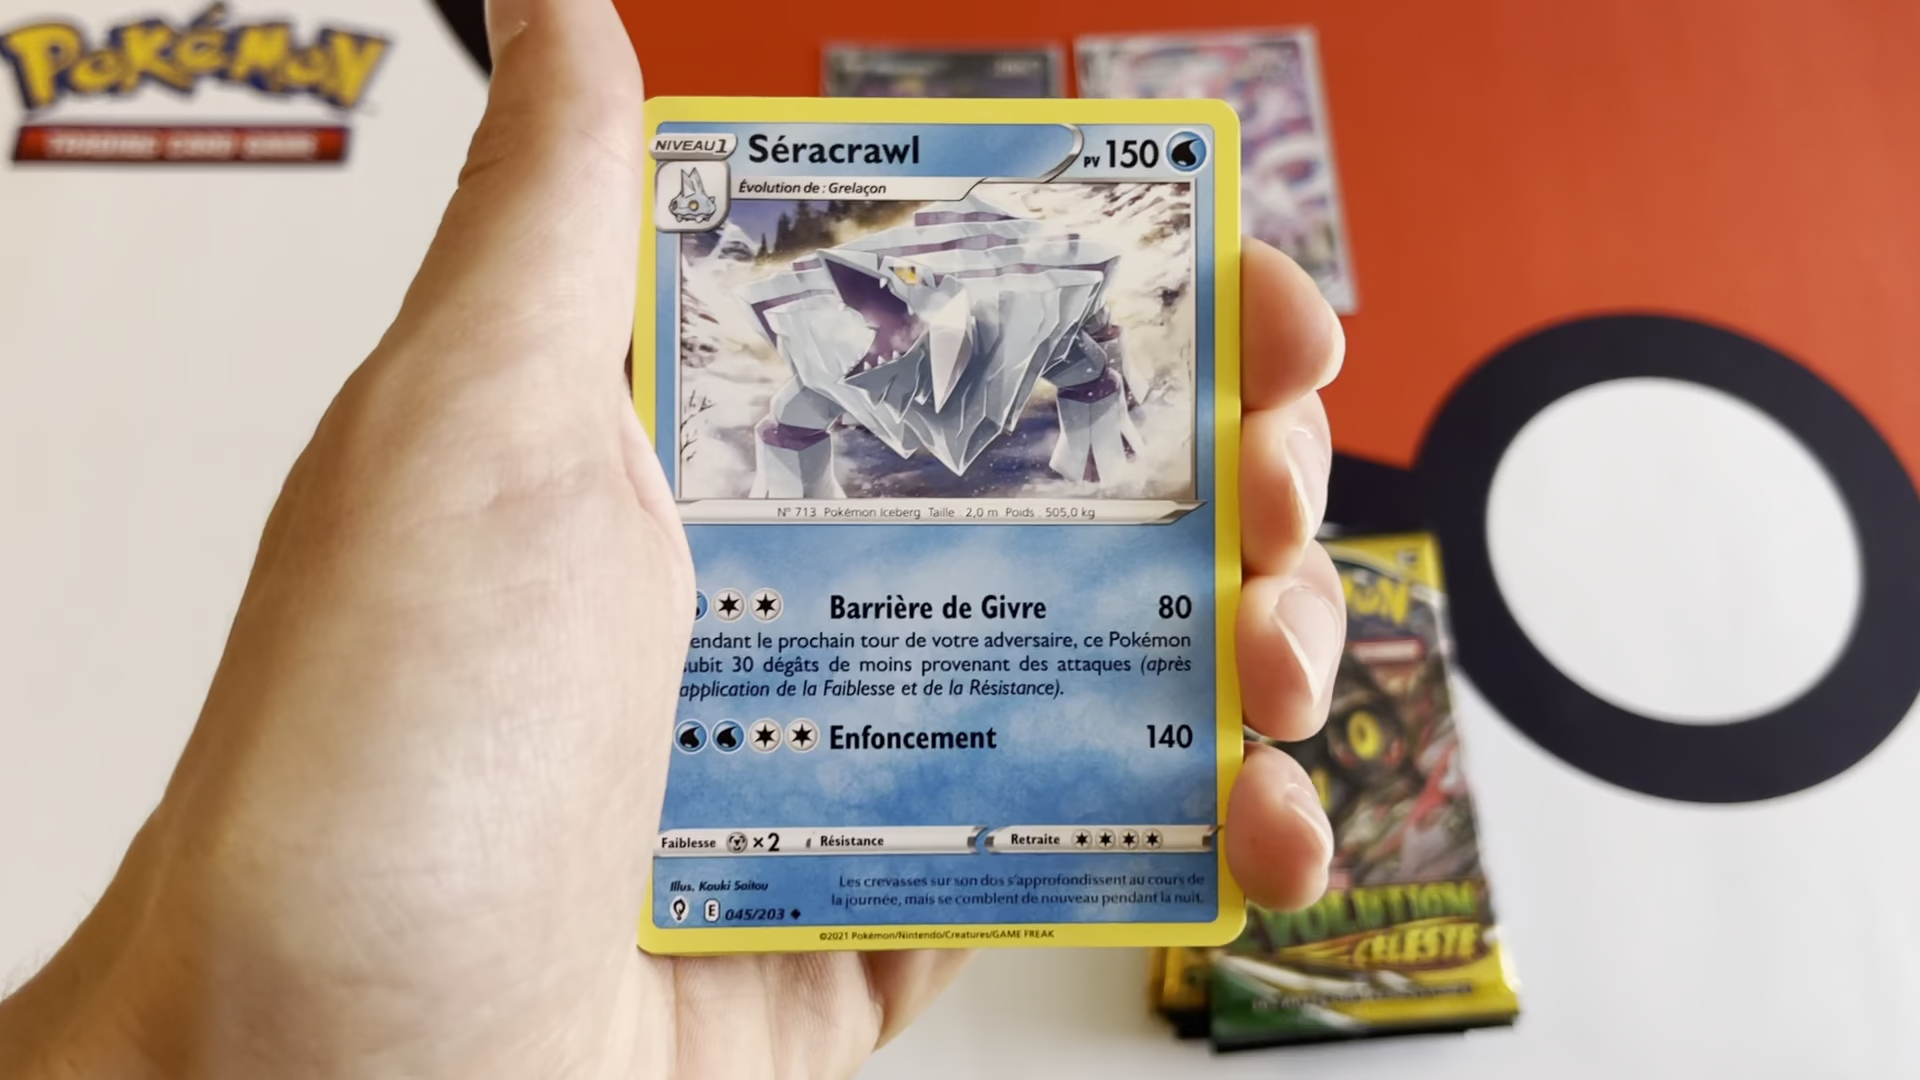 Pokémon
TRADING CARD GAME
NIVEAU 1
Séracrawl
PV 150
Évolution de : Grelaçon
N° 713 Pokémon Iceberg Taille : 2,0 m Poids : 505,0 kg
Barrière de Givre 80
endant le prochain tour de votre adversaire, ce Pokémon
ubit 30 dégâts de moins provenant des attaques (après
application de la Faiblesse et de la Résistance).
Enfoncement 140
Faiblesse ×2 Résistance Retraite
Illus. Kouki Saitou
Les crevasses sur son dos s'approfondissent au cours de
la journée, mais se comblent de nouveau pendant la nuit.
E 045/203
©2021 Pokémon/Nintendo/Creatures/GAME FREAK
ÉVOLUTION
CÉLESTE